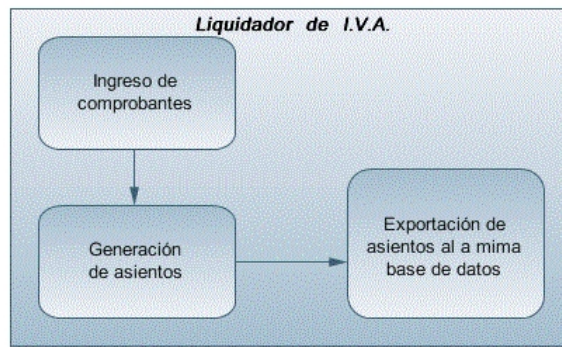 Liquidador de I.V.A.
Ingreso de
comprobantes
Generación
de asientos
Exportación de
asientos al a mima
base de datos